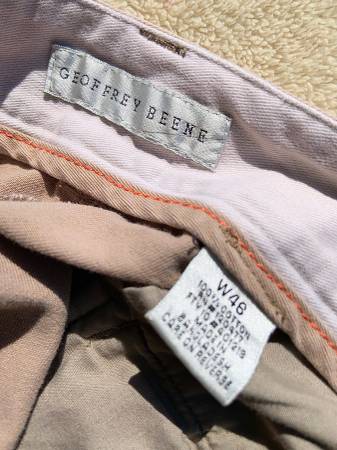 GEOFFREY BEENE
W46
100% COTTON
MADE IN
BANGLADESH
CARE ON REVERSE